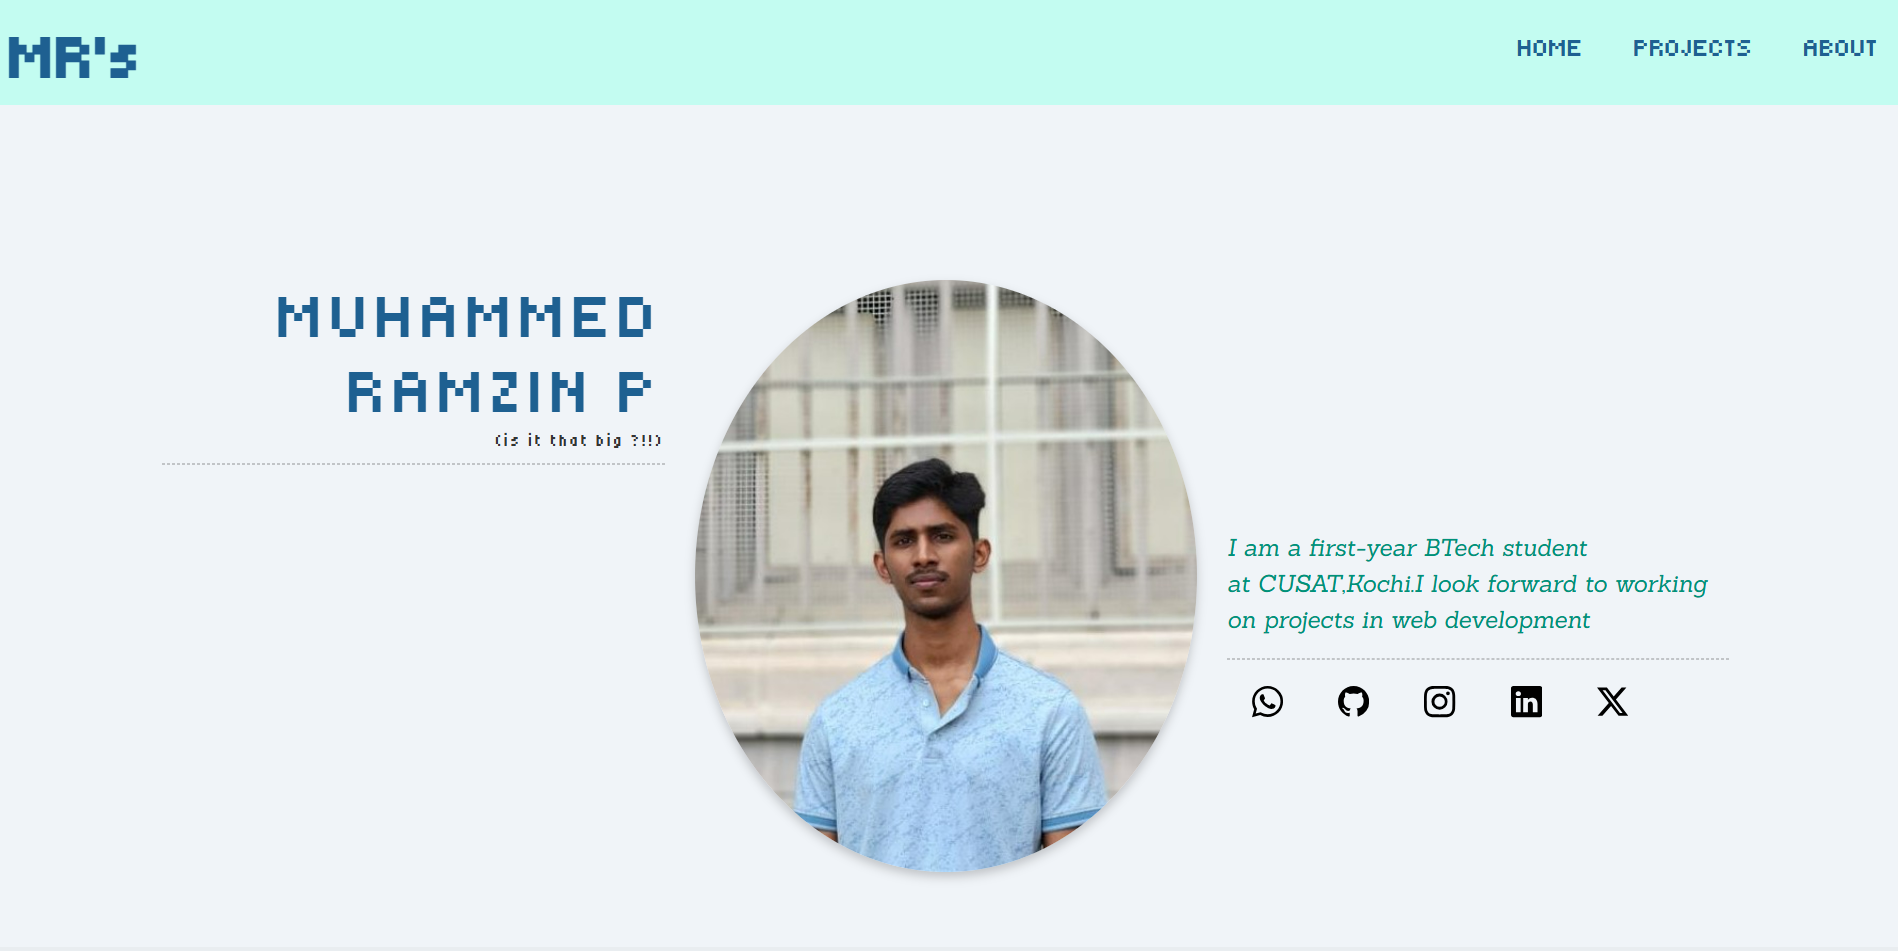 MR's
HOME PROJECTS ABOUT
MUHAMMED
RAMZIN P
(is it that big ?!!)
I am a first-year BTech student
at CUSAT,Kochi.I look forward to working
on projects in web development